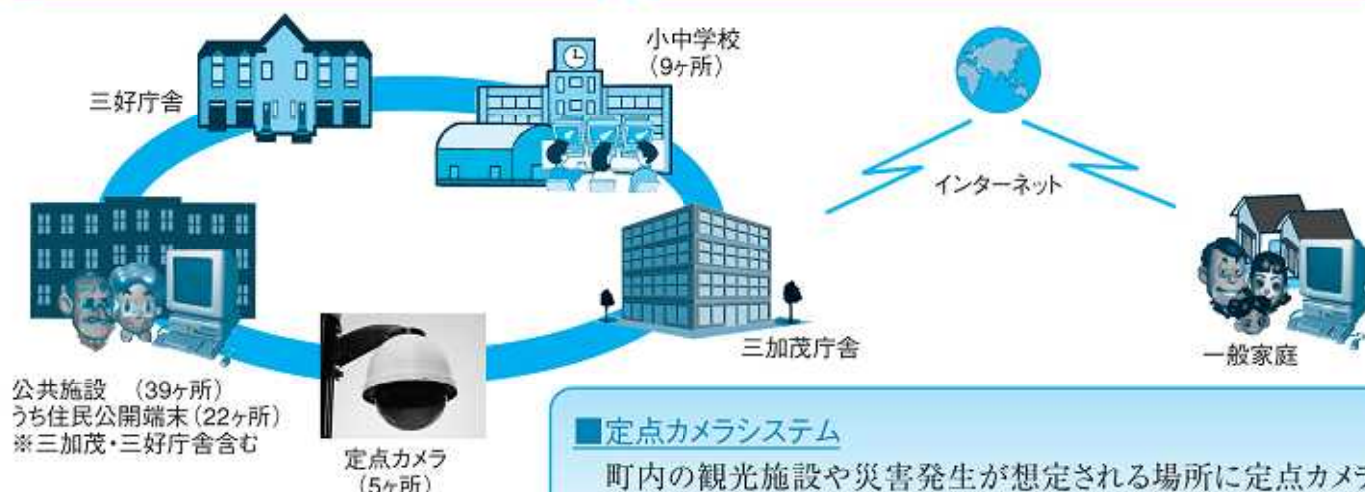 三好庁舎
小中学校
(9ヶ所)
インターネット
三加茂庁舎
一般家庭
公共施設 (39ヶ所)
うち住民公開端末(22ヶ所)
※三加茂・三好庁舎含む
定点カメラ
(5ヶ所)
■定点カメラシステム
町内の観光施設や災害発生が想定される場所に定点カメラ